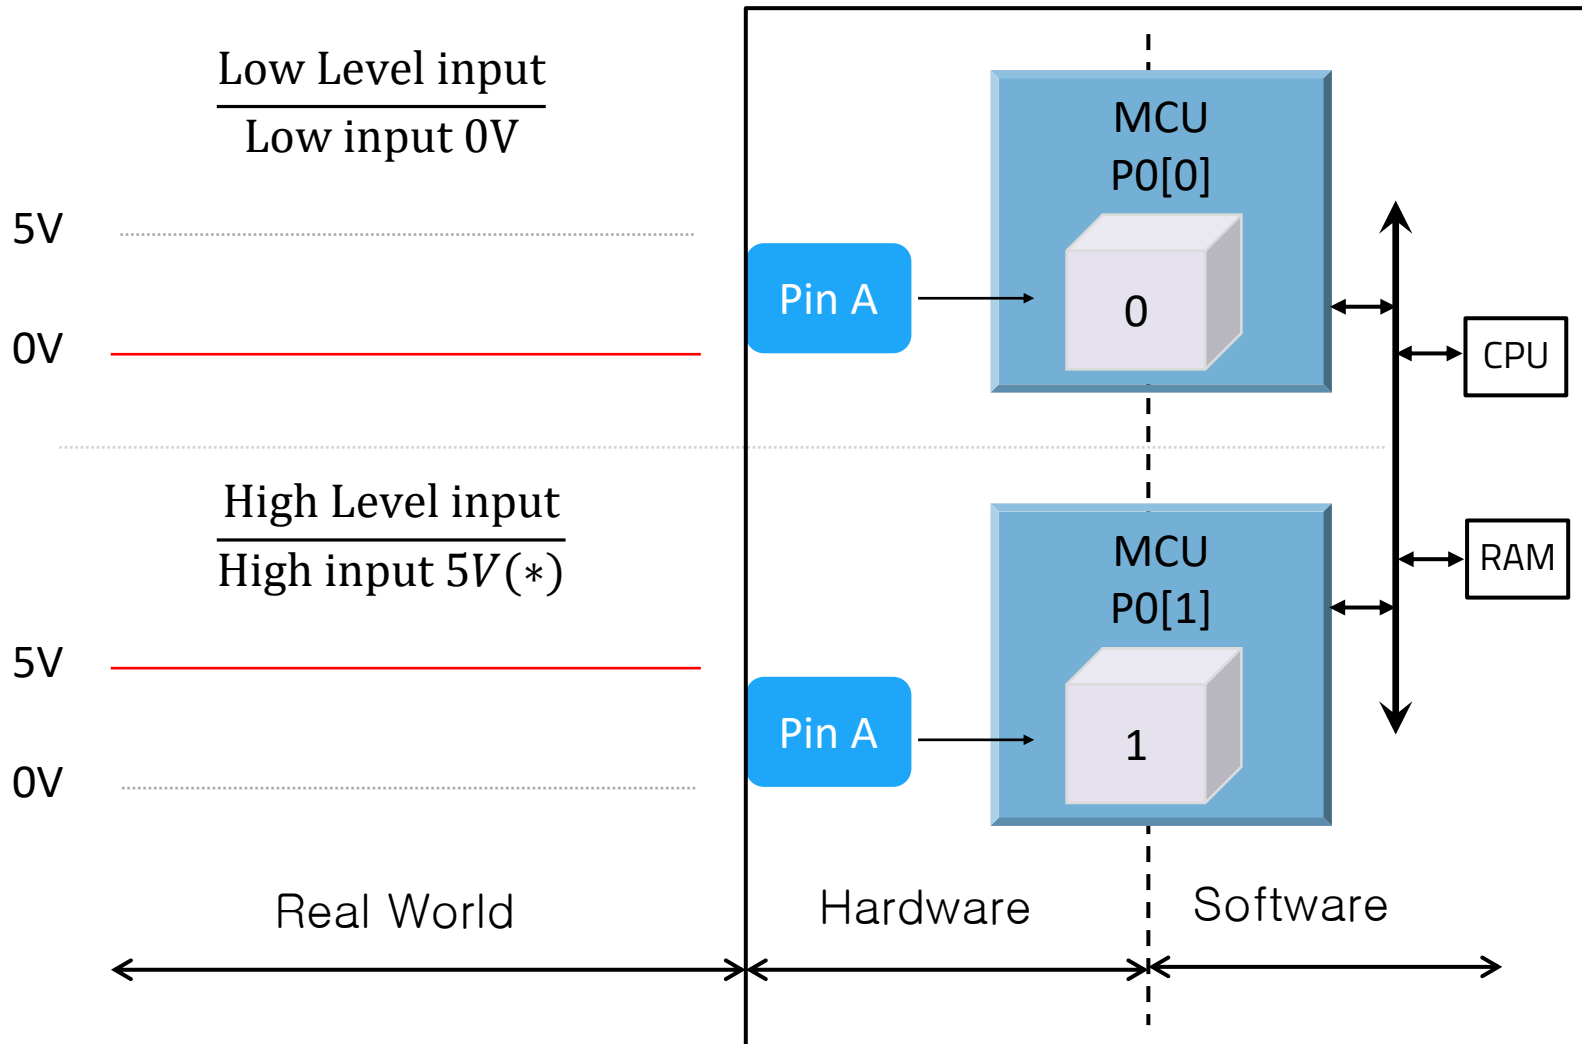 Low Level input
Low input 0V
5V
0V
Pin A
MCU
P0[0]
0
CPU
High Level input
High input 5V(*)
5V
0V
Pin A
MCU
P0[1]
1
RAM
Real World
Hardware
Software